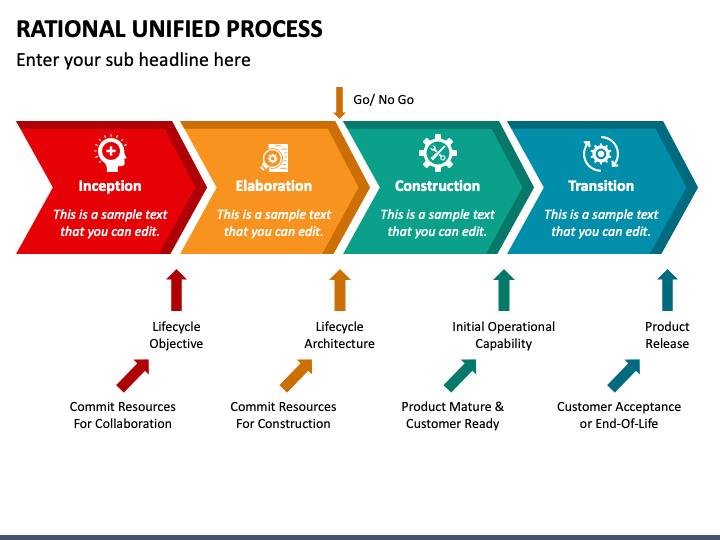 RATIONAL UNIFIED PROCESS
Enter your sub headline here
Go/ No Go
Inception
This is a sample text
that you can edit.
Elaboration
This is a sample text
that you can edit.
Construction
This is a sample text
that you can edit.
Transition
This is a sample text
that you can edit.
Lifecycle
Objective
Lifecycle
Architecture
Initial Operational
Capability
Product
Release
Commit Resources
For Collaboration
Commit Resources
For Construction
Product Mature &
Customer Ready
Customer Acceptance
or End-Of-Life